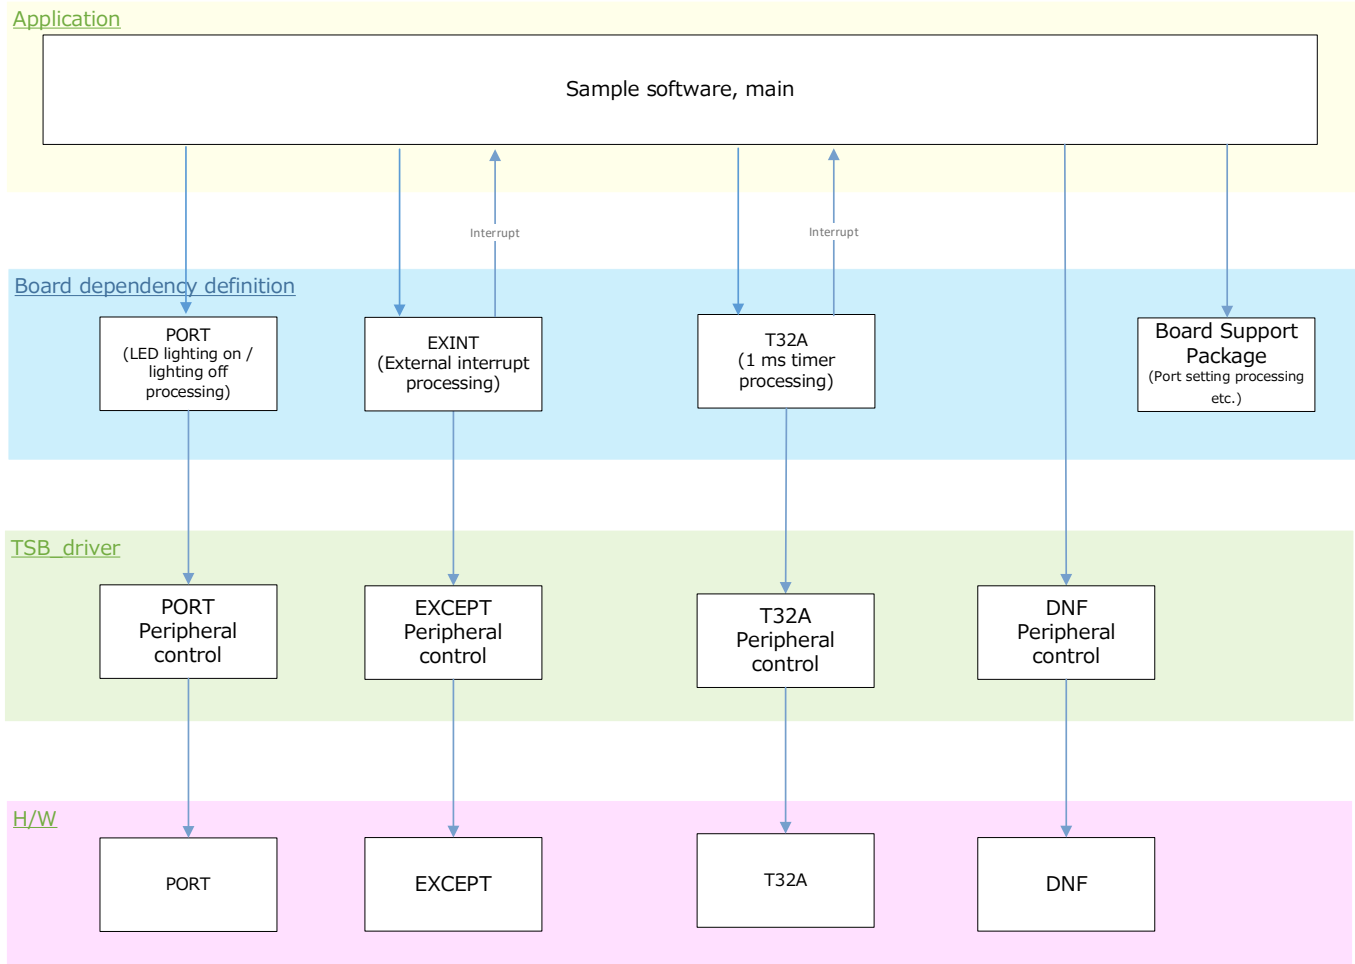 Application
Sample software, main
Interrupt
Interrupt
Board dependency definition
PORT
(LED lighting on /
lighting off
processing)
EXINT
(External interrupt
processing)
T32A
(1 ms timer
processing)
Board Support
Package
(Port setting processing
etc.)
TSB_driver
PORT
Peripheral
control
EXCEPT
Peripheral
control
T32A
Peripheral
control
DNF
Peripheral
control
H/W
PORT
EXCEPT
T32A
DNF